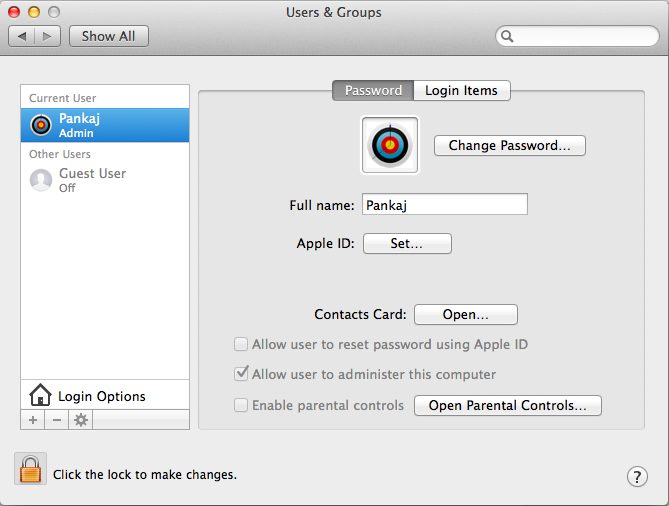 Users & Groups
Show All
Current User
Pankaj
Admin
Other Users
Guest User
Off
Login Options
Password
Login Items
Change Password...
Full name: Pankaj
Apple ID: Set...
Contacts Card: Open...
Allow user to reset password using Apple ID
Allow user to administer this computer
Enable parental controls Open Parental Controls...
Click the lock to make changes.
?